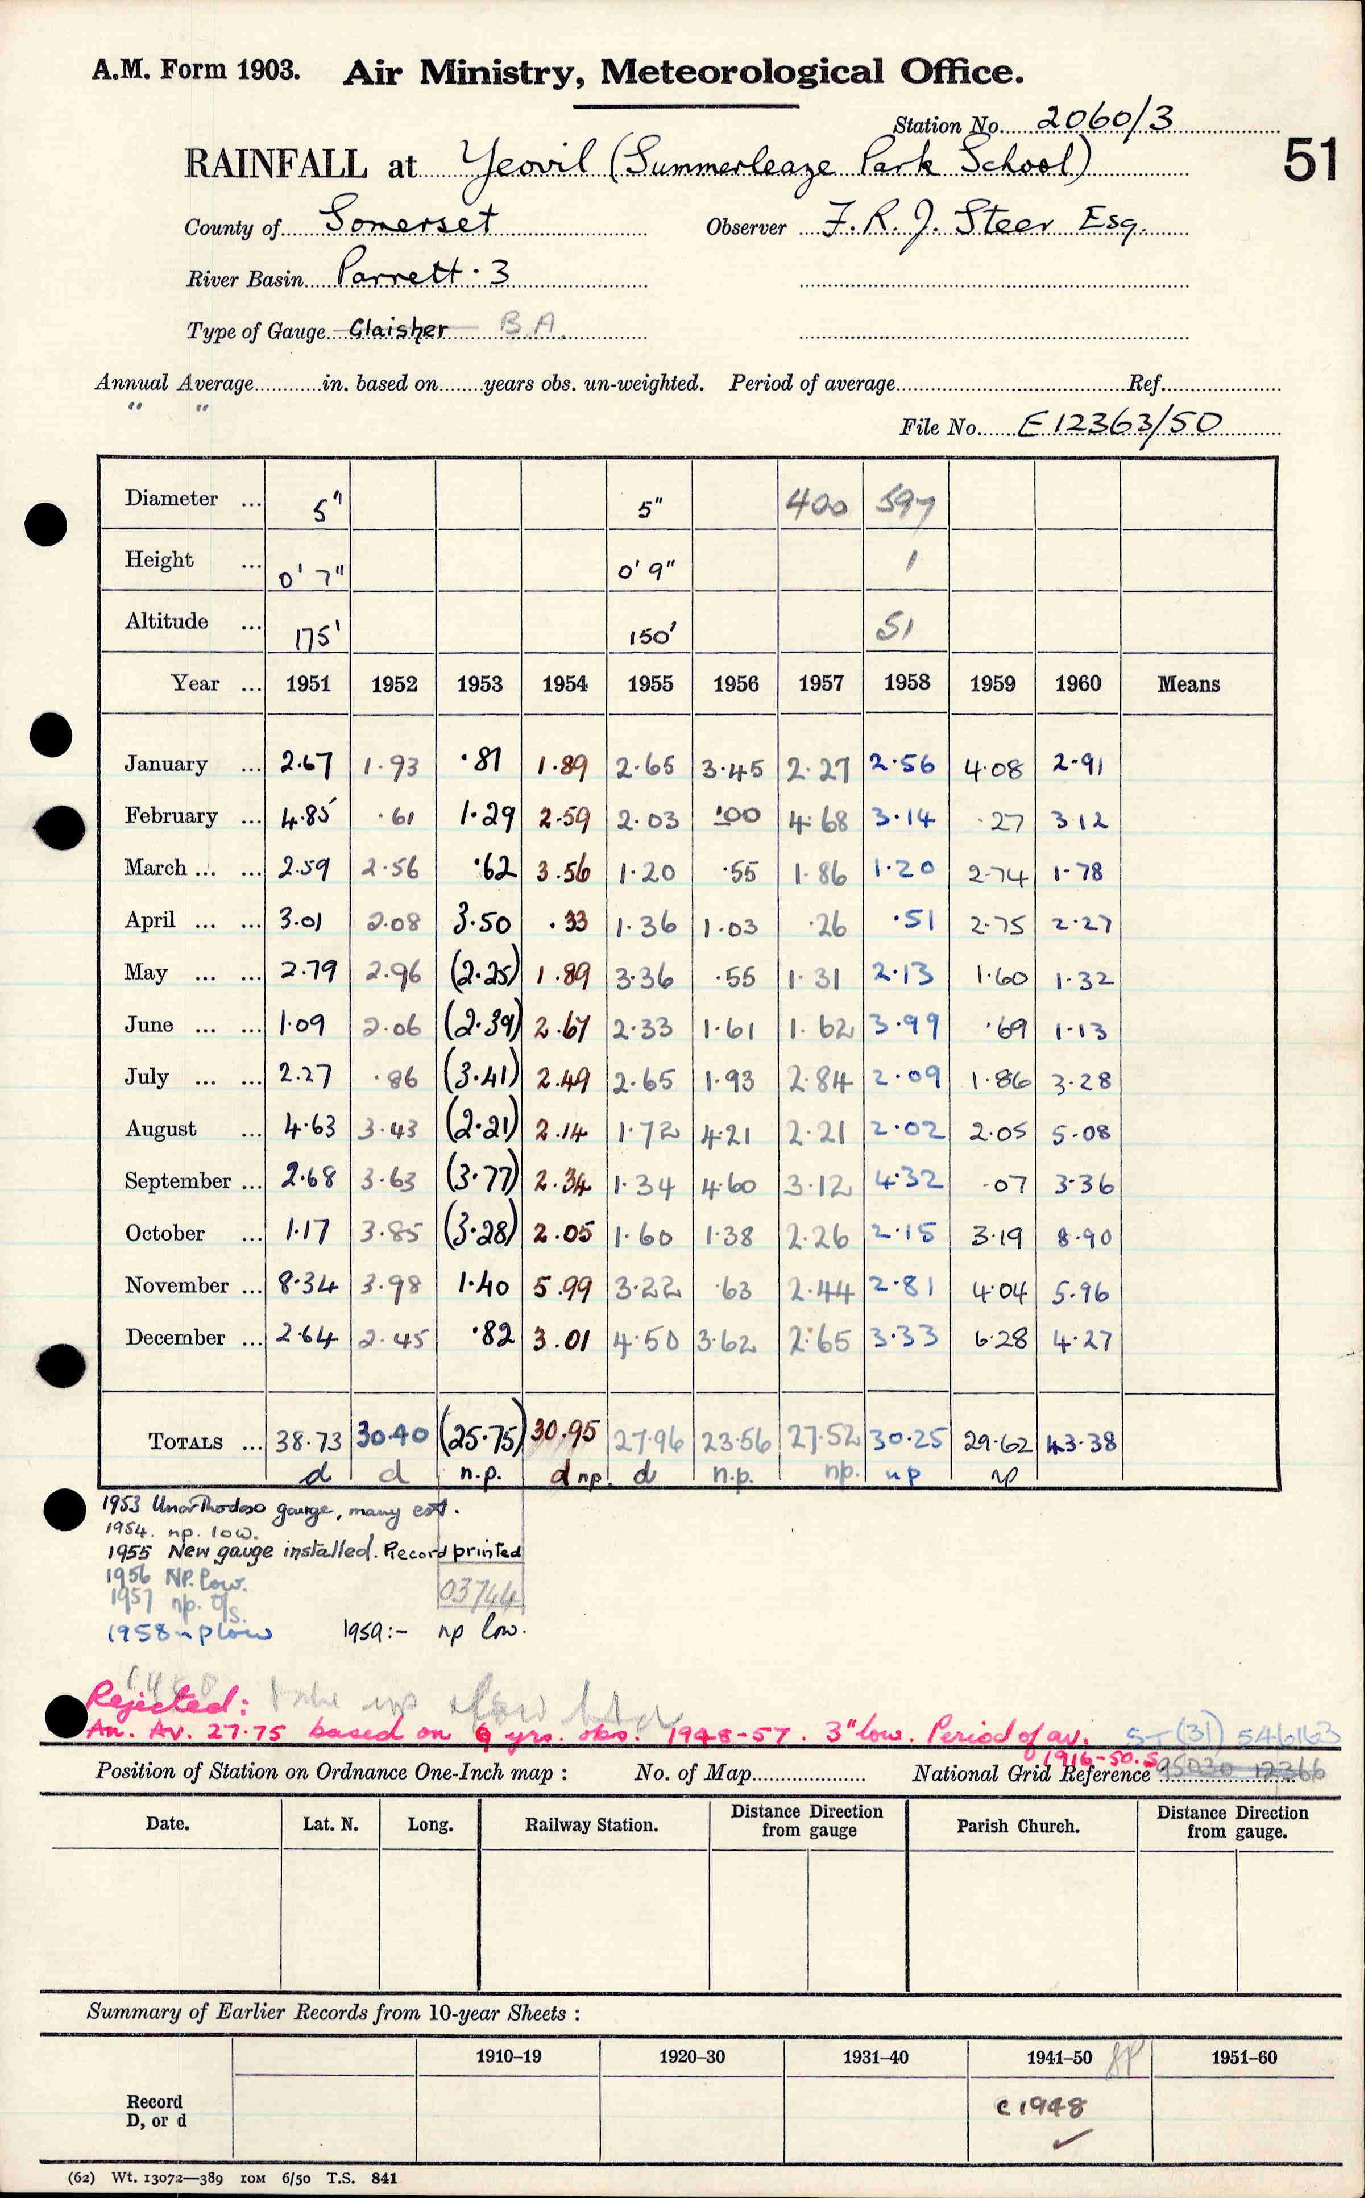 A.M. Form 1903. Air Ministry, Meteorological Office.
Station No. 2060/3
RAINFALL at Yeovil (Summerleaze Park School)
51
County of Somerset Observer F. R. J. Steer Esq.
River Basin Parrett · 3
Type of Gauge Glaisher B.A.
Annual Average in. based on years obs. un-weighted. Period of average Ref.
" "
File No. E 12363/50
Diameter ... 5" 5" 400 597
Height ... 0' 7" 0' 9" 1
Altitude ... 175' 150' 51
Year ... 1951 1952 1953 1954 1955 1956 1957 1958 1959 1960 Means
January ... 2.67 1.93 .81 1.89 2.65 3.45 2.27 2.56 4.08 2.91
February ... 4.85 .61 1.29 2.59 2.03 .00 4.68 3.14 .27 3 12
March ... ... 2.59 2.56 .62 3.56 1.20 .55 1.86 1.20 2.74 1.78
April ... ... 3.01 2.08 3.50 .33 1.36 1.03 .26 .51 2.75 2.27
May ... ... 2.79 2.96 (2.25) 1.89 3.36 .55 1.31 2.13 1.60 1.32
June ... ... 1.09 2.06 (2.39) 2.67 2.33 1.61 1.62 3.99 .69 1.13
July ... ... 2.27 .86 (3.41) 2.49 2.65 1.93 2.84 2.09 1.86 3.28
August ... 4.63 3.43 (2.21) 2.14 1.72 4.21 2.21 2.02 2.05 5.08
September ... 2.68 3.63 (3.77) 2.34 1.34 4.60 3.12 4.32 .07 3.36
October ... 1.17 3.85 (3.28) 2.05 1.60 1.38 2.26 2.15 3.19 8.90
November ... 8.34 3.98 1.40 5.99 3.22 .63 2.44 2.81 4.04 5.96
December ... 2.64 2.45 .82 3.01 4.50 3.62 2.65 3.33 6.28 4.27
TOTALS ... 38.73 30.40 (25.75) 30.95 27.96 23.56 27.52 30.25 29.62 43.38
d d n.p. d np. d n.p. np. np np
1953 Unorthodox gauge, many est.
1954. np. low.
1955 New gauge installed. Record printed
1956 NP. low.
03744
1957 np. %s.
1958 np low 1959:- np low.
Rejected:
An. Av. 27.75 based on 9 yrs. obs. 1948-57. 3" low. Period of av. 1916-50.
ST (31) 546163
Position of Station on Ordnance One-Inch map : No. of Map National Grid Reference 95030 12366
Date. Lat. N. Long. Railway Station. Distance Direction from gauge Parish Church. Distance Direction from gauge.
Summary of Earlier Records from 10-year Sheets :
1910–19 1920–30 1931–40 1941–50 1951–60
Record
D, or d
c 1948
(62) Wt. 13072—389 10M 6/50 T.S. 841